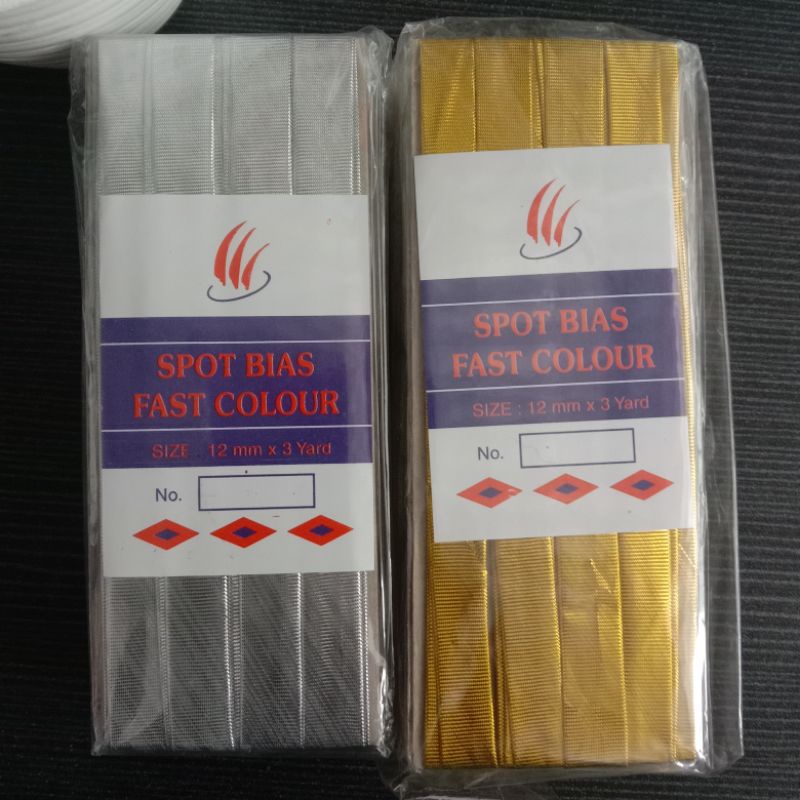 SPOT BIAS
FAST COLOUR
SIZE : 12 mm x 3 Yard
No.
SPOT BIAS
FAST COLOUR
SIZE : 12 mm x 3 Yard
No.